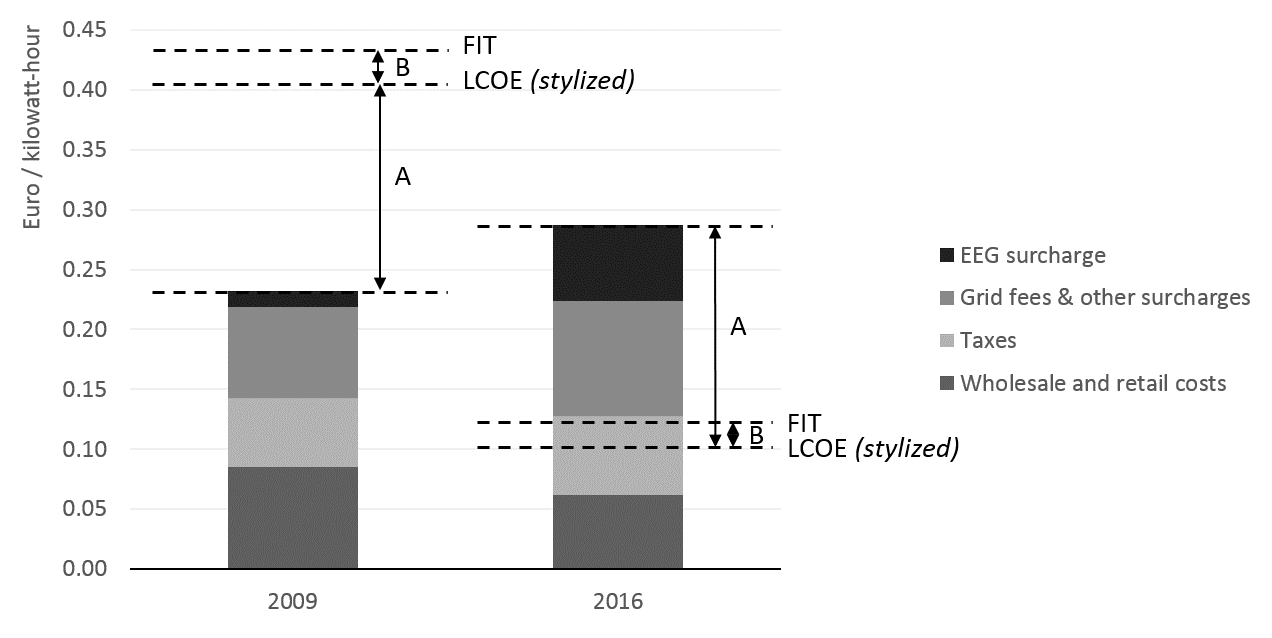 Euro / kilowatt-hour
0.45
0.40
0.35
0.30
0.25
0.20
0.15
0.10
0.05
0.00
FIT
B
LCOE (stylized)
A
A
FIT
B
LCOE (stylized)
2009
2016
EEG surcharge
Grid fees & other surcharges
Taxes
Wholesale and retail costs